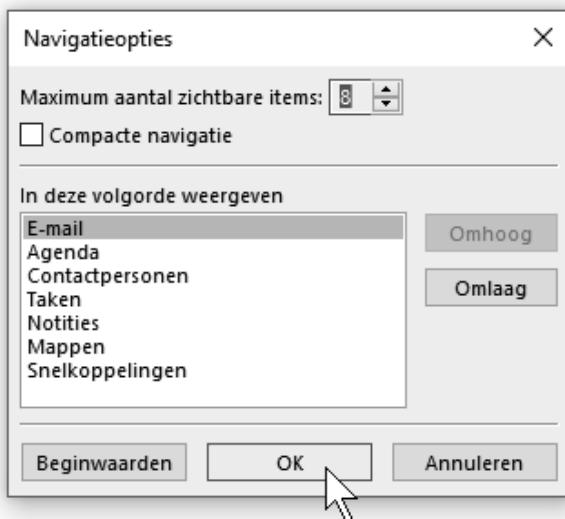 Navigatieopties
Maximum aantal zichtbare items: 8
Compacte navigatie
In deze volgorde weergeven
E-mail
Agenda
Contactpersonen
Taken
Notities
Mappen
Snelkoppelingen
Omhoog
Omlaag
Beginwaarden OK Annuleren